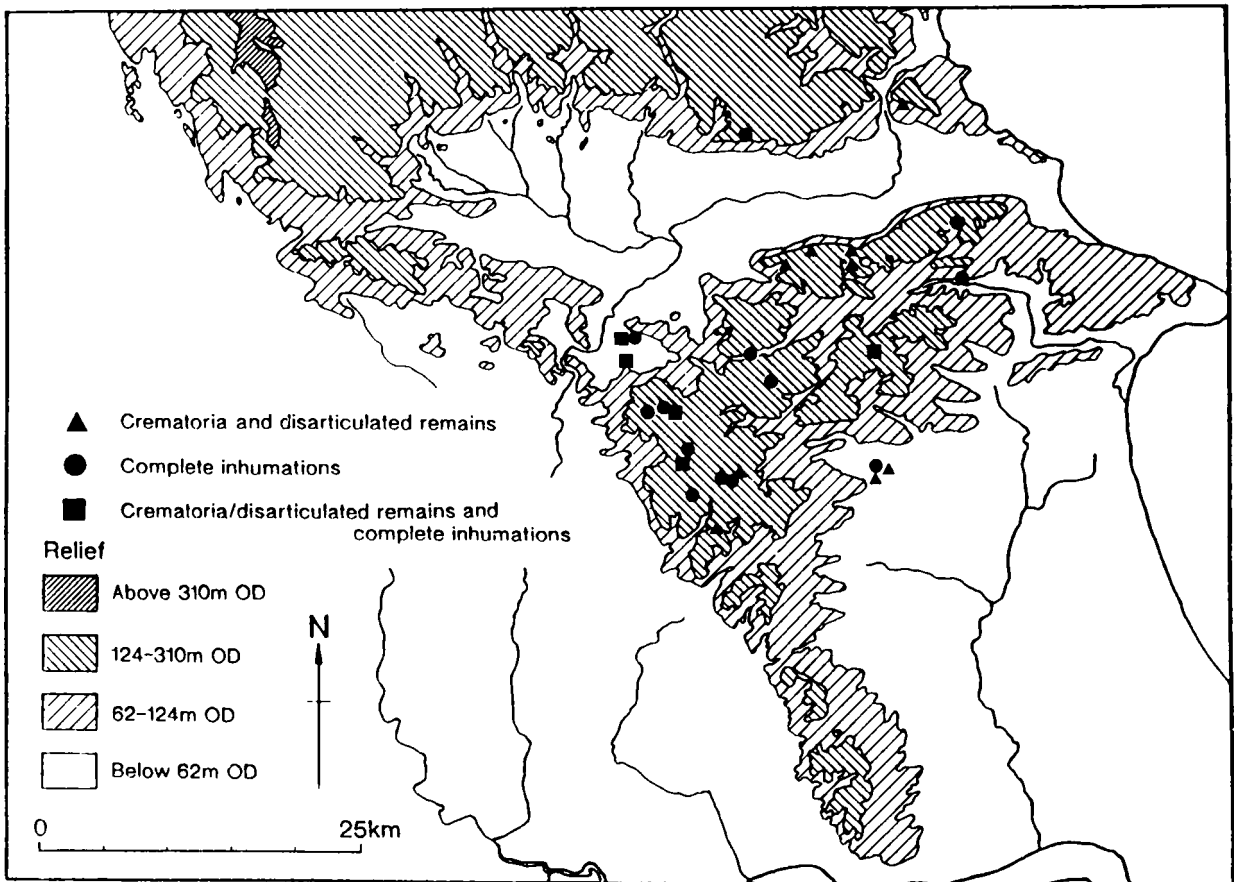 Crematoria and disarticulated remains
Complete inhumations
Crematoria/disarticulated remains and
complete inhumations
Relief
Above 310m OD
124-310m OD
62-124m OD
Below 62m OD
N
0
25km